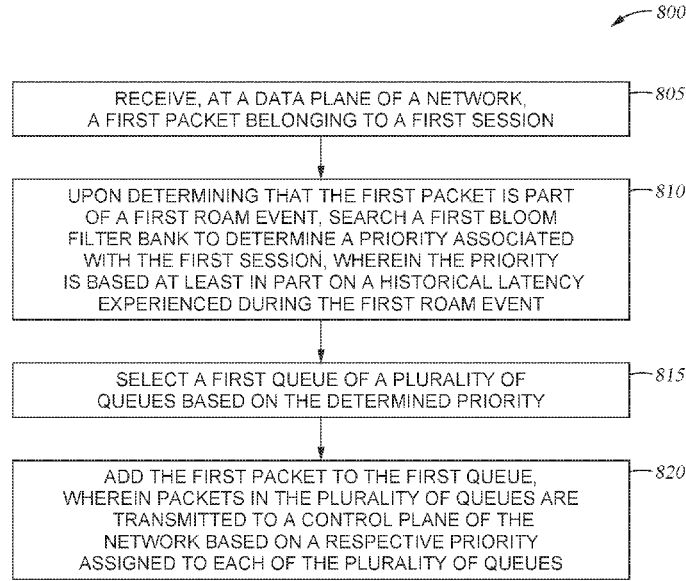 800
RECEIVE, AT A DATA PLANE OF A NETWORK,
A FIRST PACKET BELONGING TO A FIRST SESSION
805
UPON DETERMINING THAT THE FIRST PACKET IS PART
OF A FIRST ROAM EVENT, SEARCH A FIRST BLOOM
FILTER BANK TO DETERMINE A PRIORITY ASSOCIATED
WITH THE FIRST SESSION, WHEREIN THE PRIORITY
IS BASED AT LEAST IN PART ON A HISTORICAL LATENCY
EXPERIENCED DURING THE FIRST ROAM EVENT
810
SELECT A FIRST QUEUE OF A PLURALITY OF
QUEUES BASED ON THE DETERMINED PRIORITY
815
ADD THE FIRST PACKET TO THE FIRST QUEUE,
WHEREIN PACKETS IN THE PLURALITY OF QUEUES ARE
TRANSMITTED TO A CONTROL PLANE OF THE
NETWORK BASED ON A RESPECTIVE PRIORITY
ASSIGNED TO EACH OF THE PLURALITY OF QUEUES
820